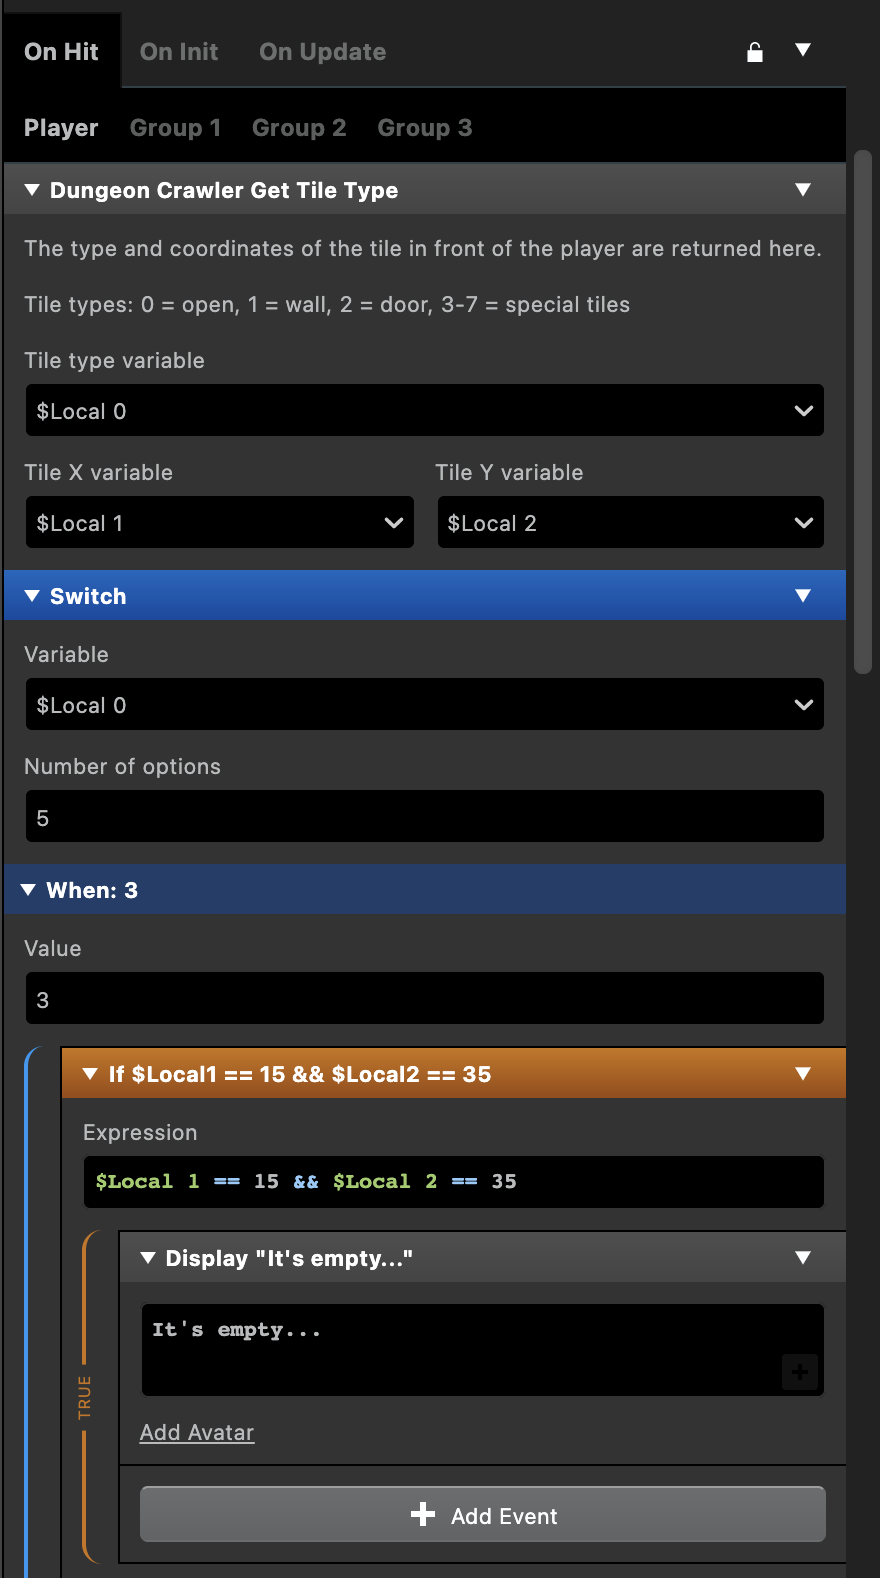 On Hit On Init On Update
Player Group 1 Group 2 Group 3
Dungeon Crawler Get Tile Type
The type and coordinates of the tile in front of the player are returned here.
Tile types: 0 = open, 1 = wall, 2 = door, 3-7 = special tiles
Tile type variable
$Local 0
Tile X variable Tile Y variable
$Local 1 $Local 2
Switch
Variable
$Local 0
Number of options
5
When: 3
Value
3
If $Local1 == 15 && $Local2 == 35
Expression
$Local 1 == 15 && $Local 2 == 35
Display "It's empty..."
It's empty...
TRUE
Add Avatar
Add Event